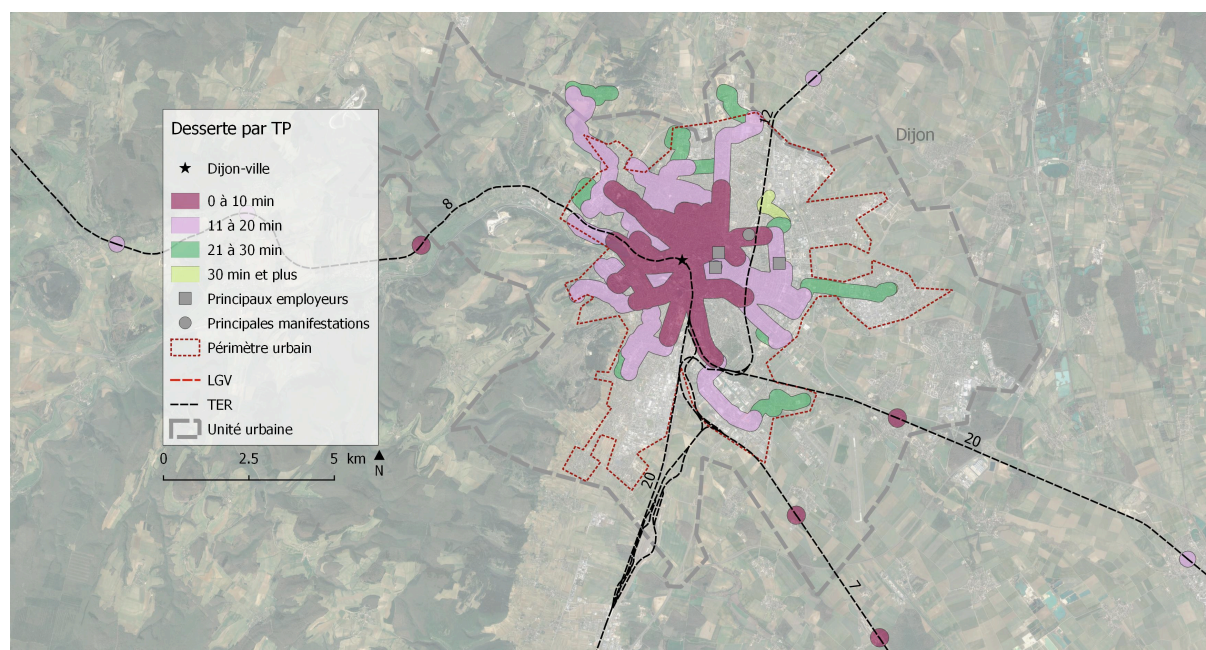 12
Dijon
Desserte par TP
Dijon-ville
0 à 10 min
11 à 20 min
21 à 30 min
30 min et plus
Principaux employeurs
Principales manifestations
Périmètre urbain
LGV
TER
Unité urbaine
8
0 2.5 5 km
N
20
20
7